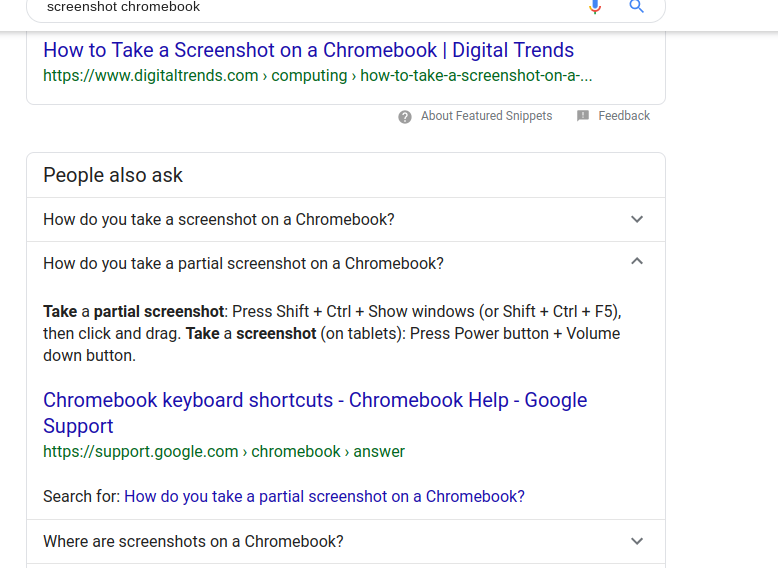 screenshot chromebook
How to Take a Screenshot on a Chromebook | Digital Trends
https://www.digitaltrends.com › computing › how-to-take-a-screenshot-on-a-...
About Featured Snippets Feedback
People also ask
How do you take a screenshot on a Chromebook?
How do you take a partial screenshot on a Chromebook?
Take a partial screenshot: Press Shift + Ctrl + Show windows (or Shift + Ctrl + F5),
then click and drag. Take a screenshot (on tablets): Press Power button + Volume
down button.
Chromebook keyboard shortcuts - Chromebook Help - Google
Support
https://support.google.com › chromebook › answer
Search for: How do you take a partial screenshot on a Chromebook?
Where are screenshots on a Chromebook?